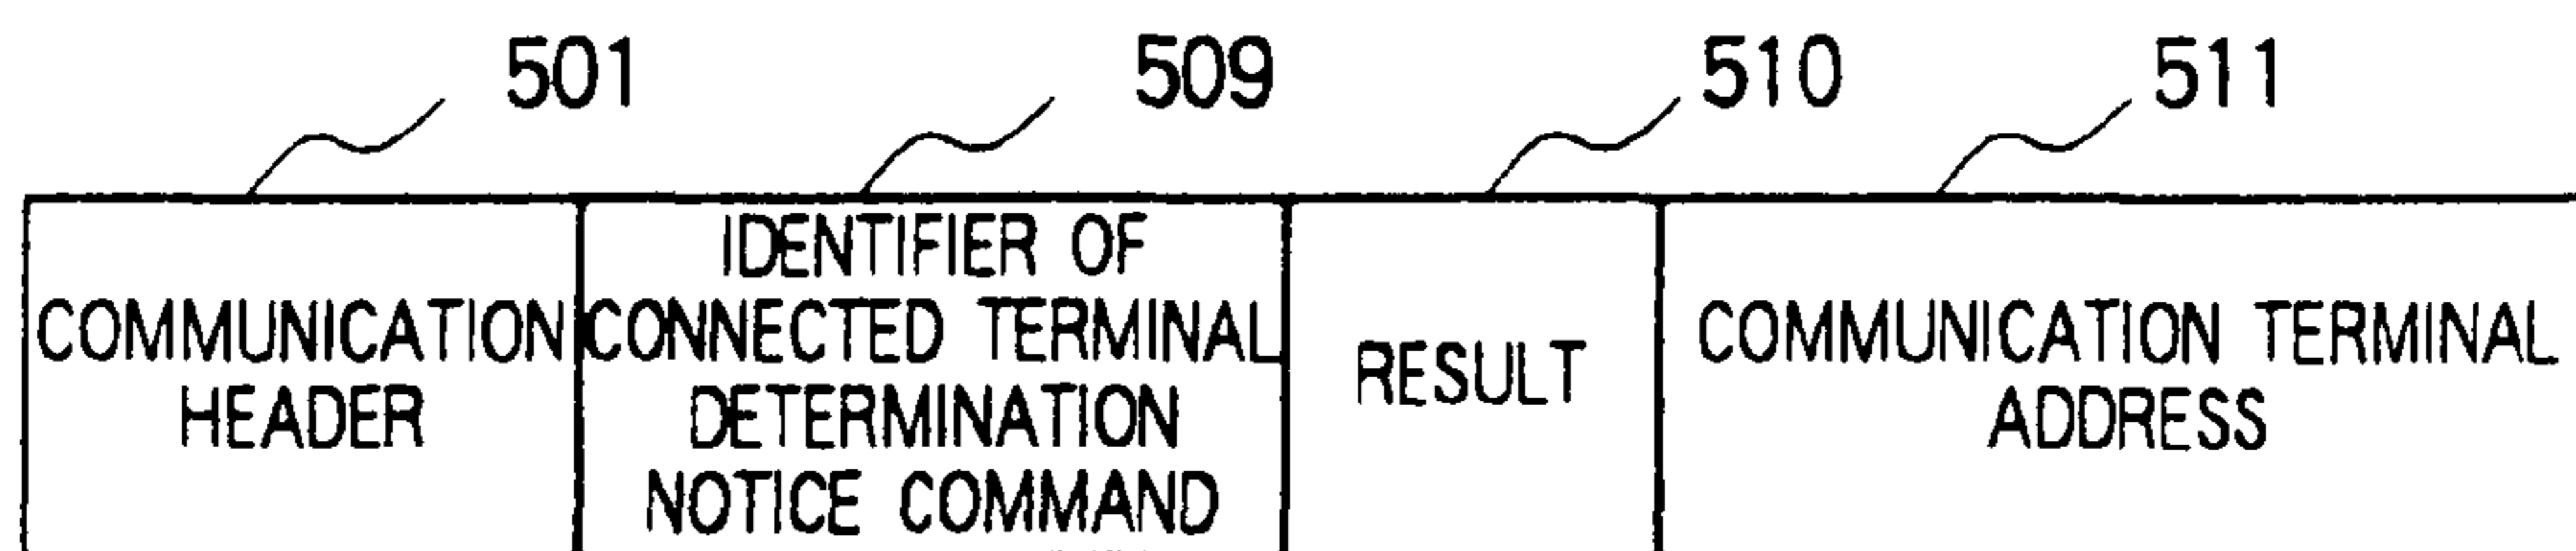 501 509 510 511
IDENTIFIER OF
COMMUNICATION CONNECTED TERMINAL COMMUNICATION TERMINAL
RESULT
HEADER DETERMINATION ADDRESS
NOTICE COMMAND